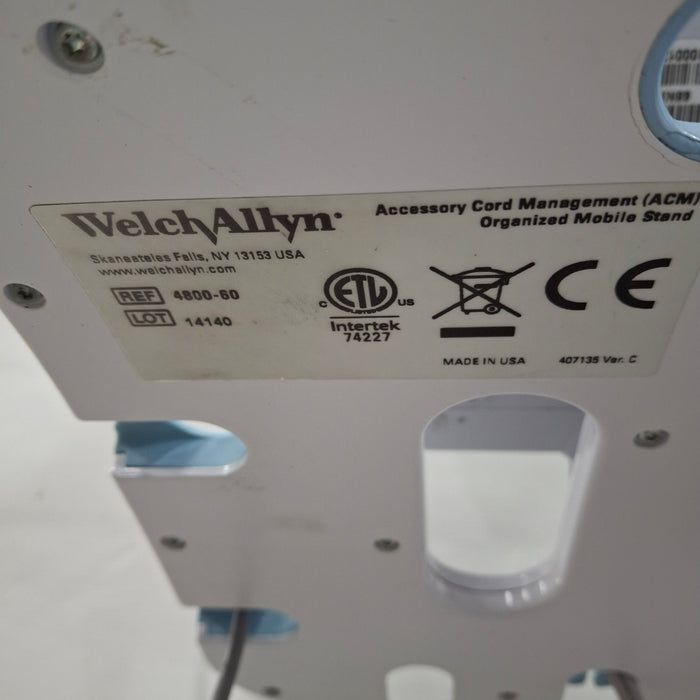 WelchAllyn
Accessory Cord Management (ACM)
Organized Mobile Stand
Skaneateles Falls, NY 13153 USA
www.welchallyn.com
REF 4800-60
LOT 14140
C ETL US
LISTED
Intertek
74227
CE
MADE IN USA 407135 Ver. C